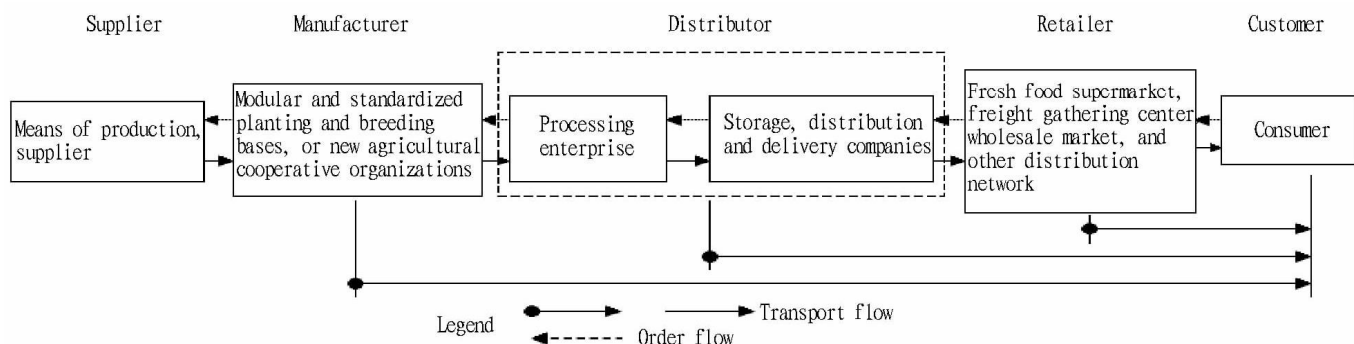 Supplier
Manufacturer
Distributor
Retailer
Customer
Means of production,
supplier
Modular and standardized
planting and breeding
bases, or new agricultural
cooperative organizations
Processing
enterprise
Storage, distribution
and delivery companies
Fresh food supermarket,
freight gathering center
wholesale market, and
other distribution
network
Consumer
Legend
Transport flow
Order flow